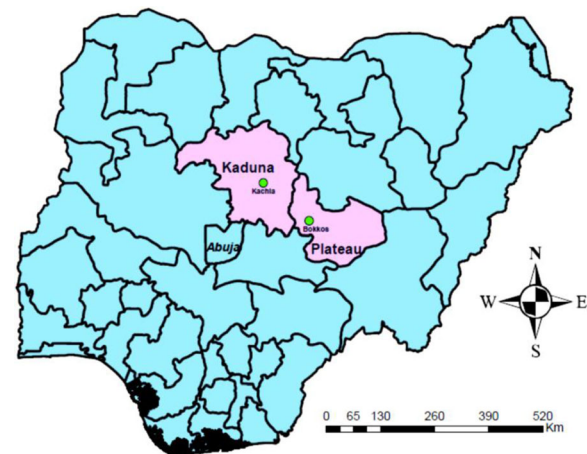 Kaduna
Kachia
Bokkos
Abuja
Plateau
N
W E
S
0 65 130 260 390 520
Km